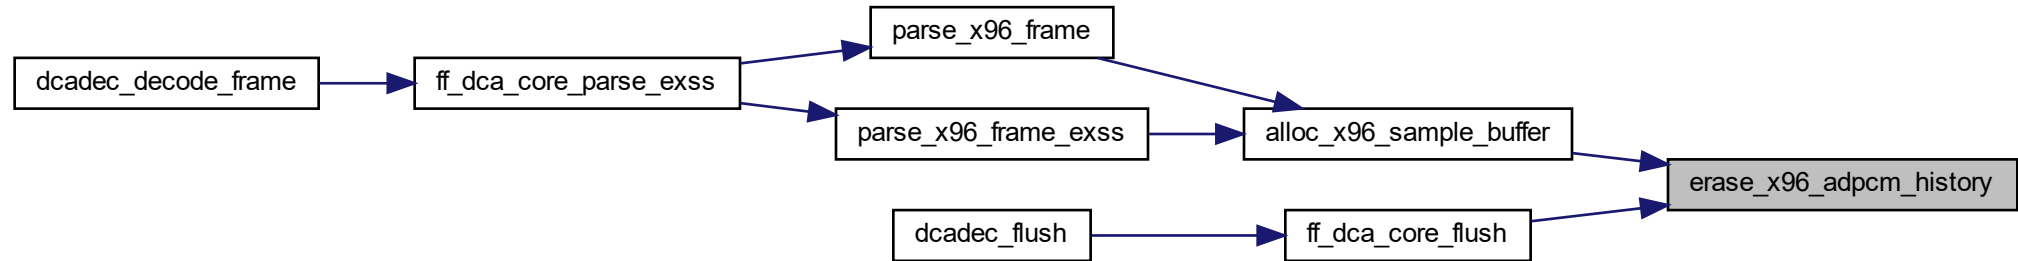 parse_x96_frame
dcadec_decode_frame
ff_dca_core_parse_exss
parse_x96_frame_exss
alloc_x96_sample_buffer
erase_x96_adpcm_history
dcadec_flush
ff_dca_core_flush